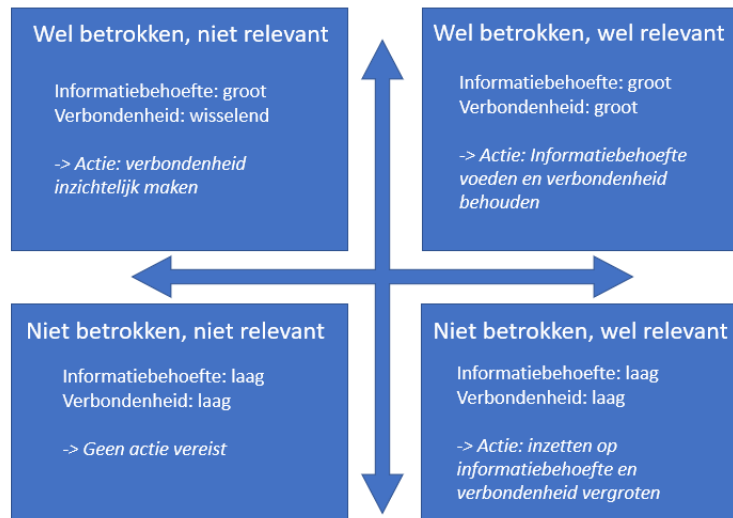 Wel betrokken, niet relevant
Informatiebehoefte: groot
Verbondenheid: wisselend
-> Actie: verbondenheid
inzichtelijk maken
Wel betrokken, wel relevant
Informatiebehoefte: groot
Verbondenheid: groot
-> Actie: Informatiebehoefte
voeden en verbondenheid
behouden
Niet betrokken, niet relevant
Informatiebehoefte: laag
Verbondenheid: laag
-> Geen actie vereist
Niet betrokken, wel relevant
Informatiebehoefte: laag
Verbondenheid: laag
-> Actie: inzetten op
informatiebehoefte en
verbondenheid vergroten